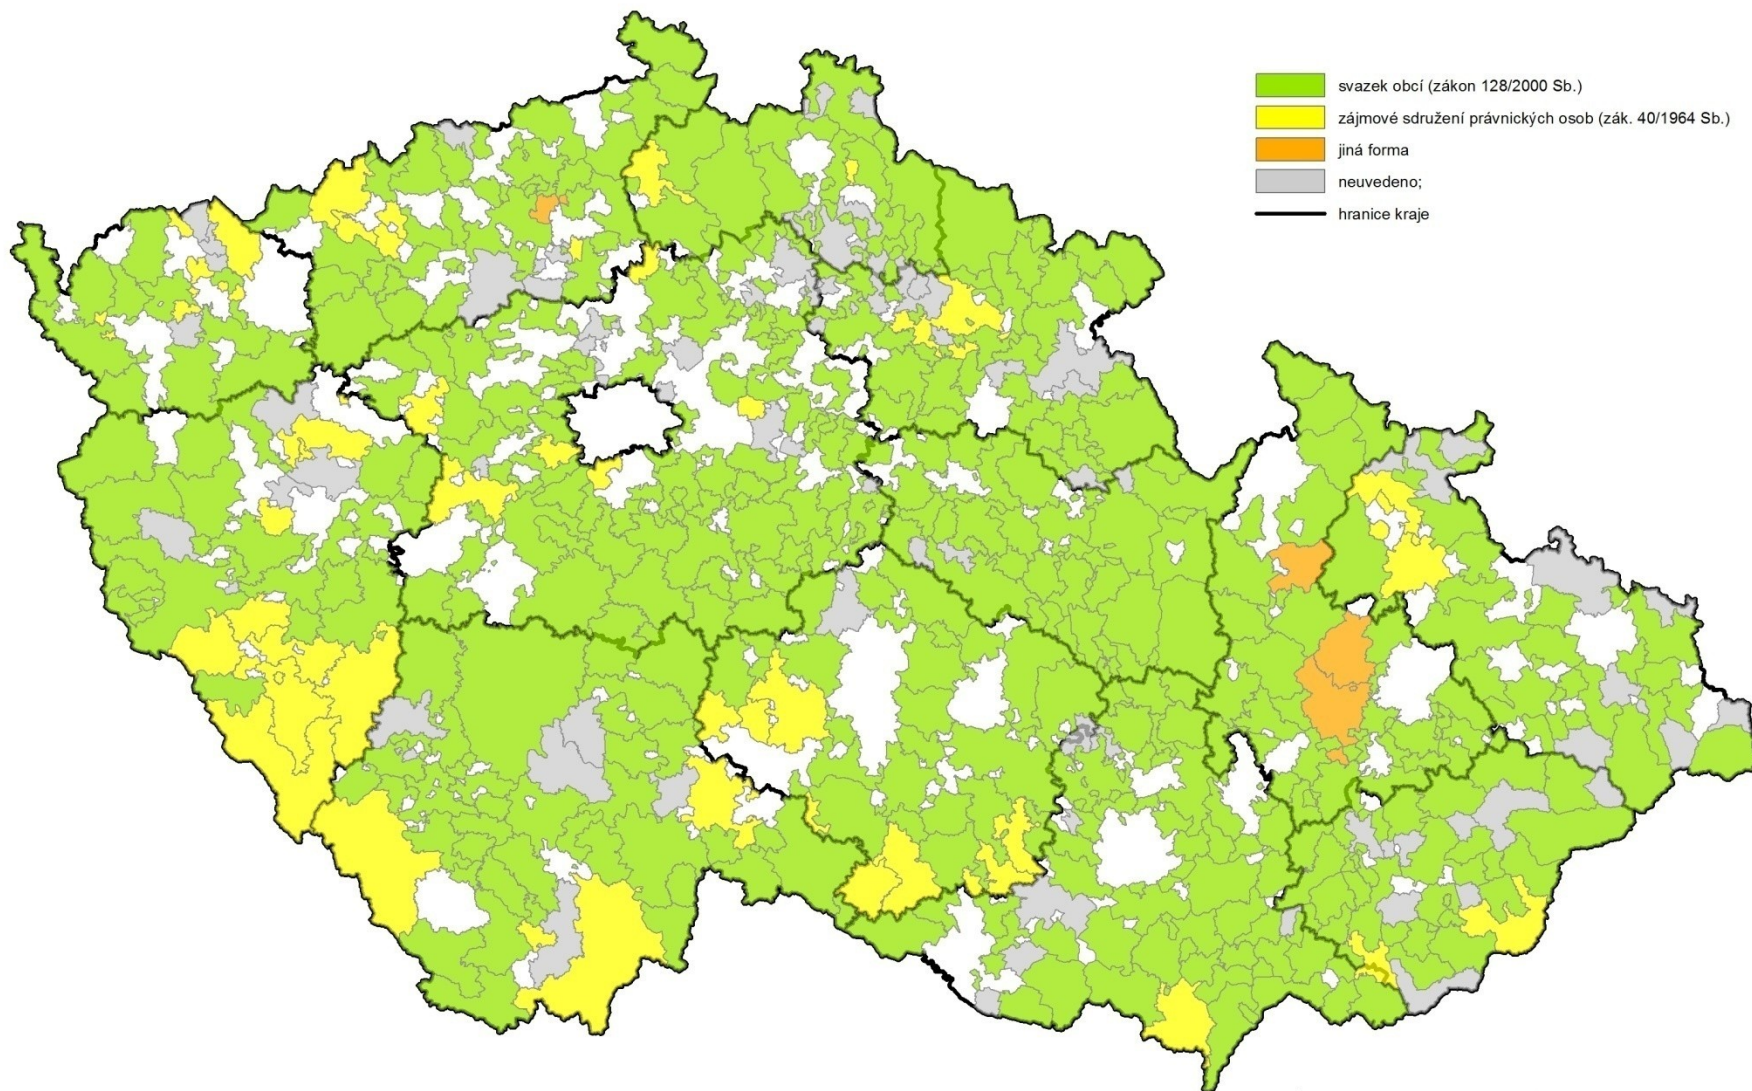 svazek obcí (zákon 128/2000 Sb.)
zájmové sdružení právnických osob (zák. 40/1964 Sb.)
jiná forma
neuvedeno;
hranice kraje